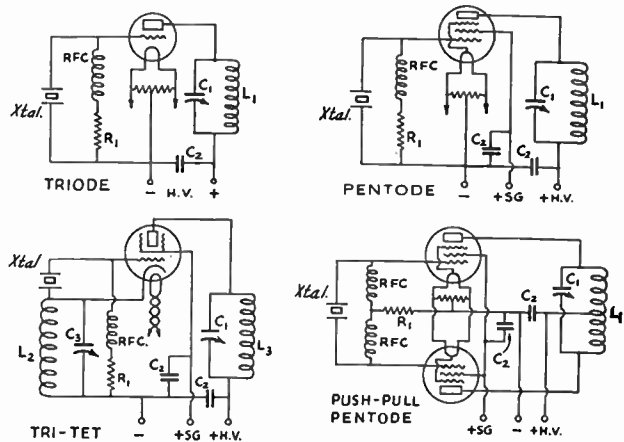 RFC C₁ L₁
Xtal.
R₁
C₂
TRIODE − H.V. +
RFC C₁ L₁
Xtal.
R₁
C₂ C₂
− +SG +H.V.
PENTODE
Xtal
L₂ C₃ RFC. C₁ L₃
R₁ C₂ C₂
TRI-TET − +SG +H.V.
Xtal.
RFC C₂ C₁ L₁
R₁
RFC C₂
PUSH-PULL
PENTODE
+SG − +H.V.